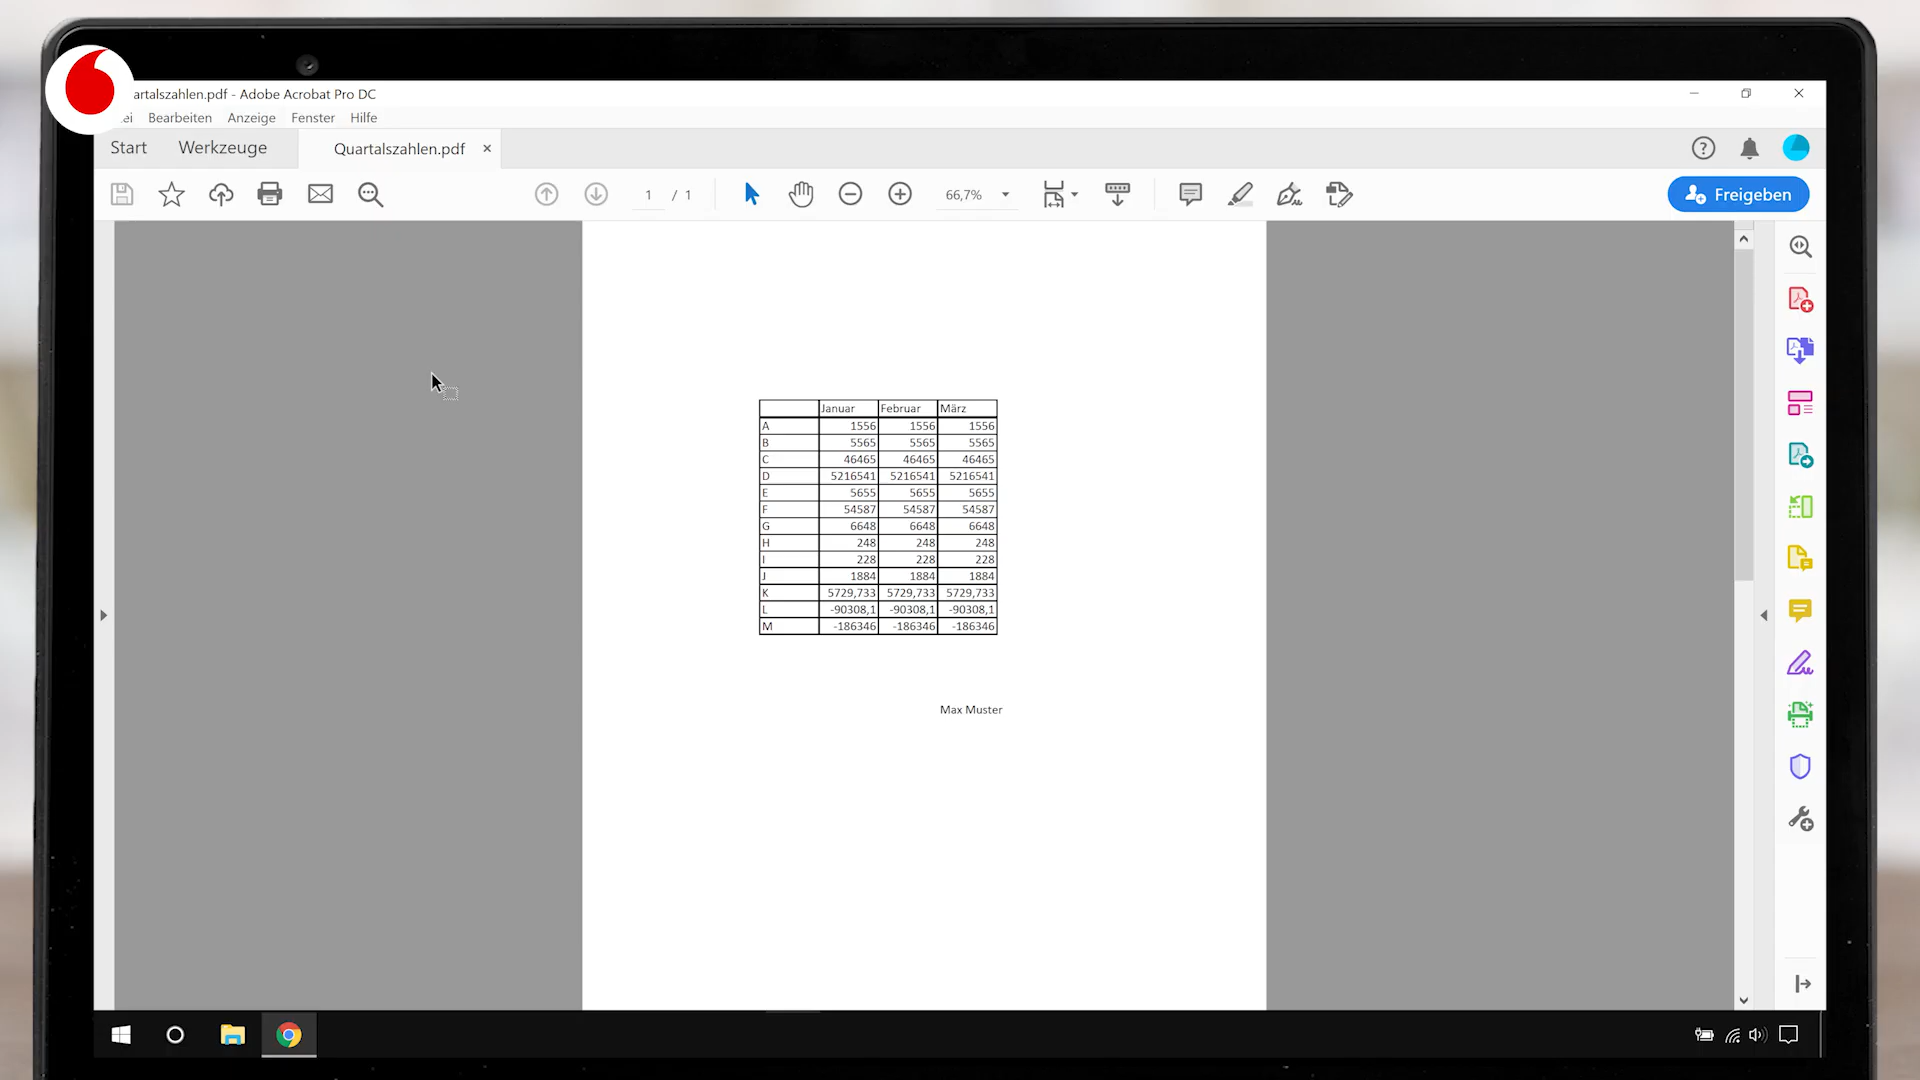 artalszahlen.pdf - Adobe Acrobat Pro DC
ei Bearbeiten Anzeige Fenster Hilfe
Start Werkzeuge Quartalszahlen.pdf
1 / 1 66,7% Freigeben
Januar Februar März
A 1556 1556 1556
B 5565 5565 5565
C 46465 46465 46465
D 5216541 5216541 5216541
E 5655 5655 5655
F 54587 54587 54587
G 6648 6648 6648
H 248 248 248
I 228 228 228
J 1884 1884 1884
K 5729,733 5729,733 5729,733
L -90308,1 -90308,1 -90308,1
M -186346 -186346 -186346
Max Muster